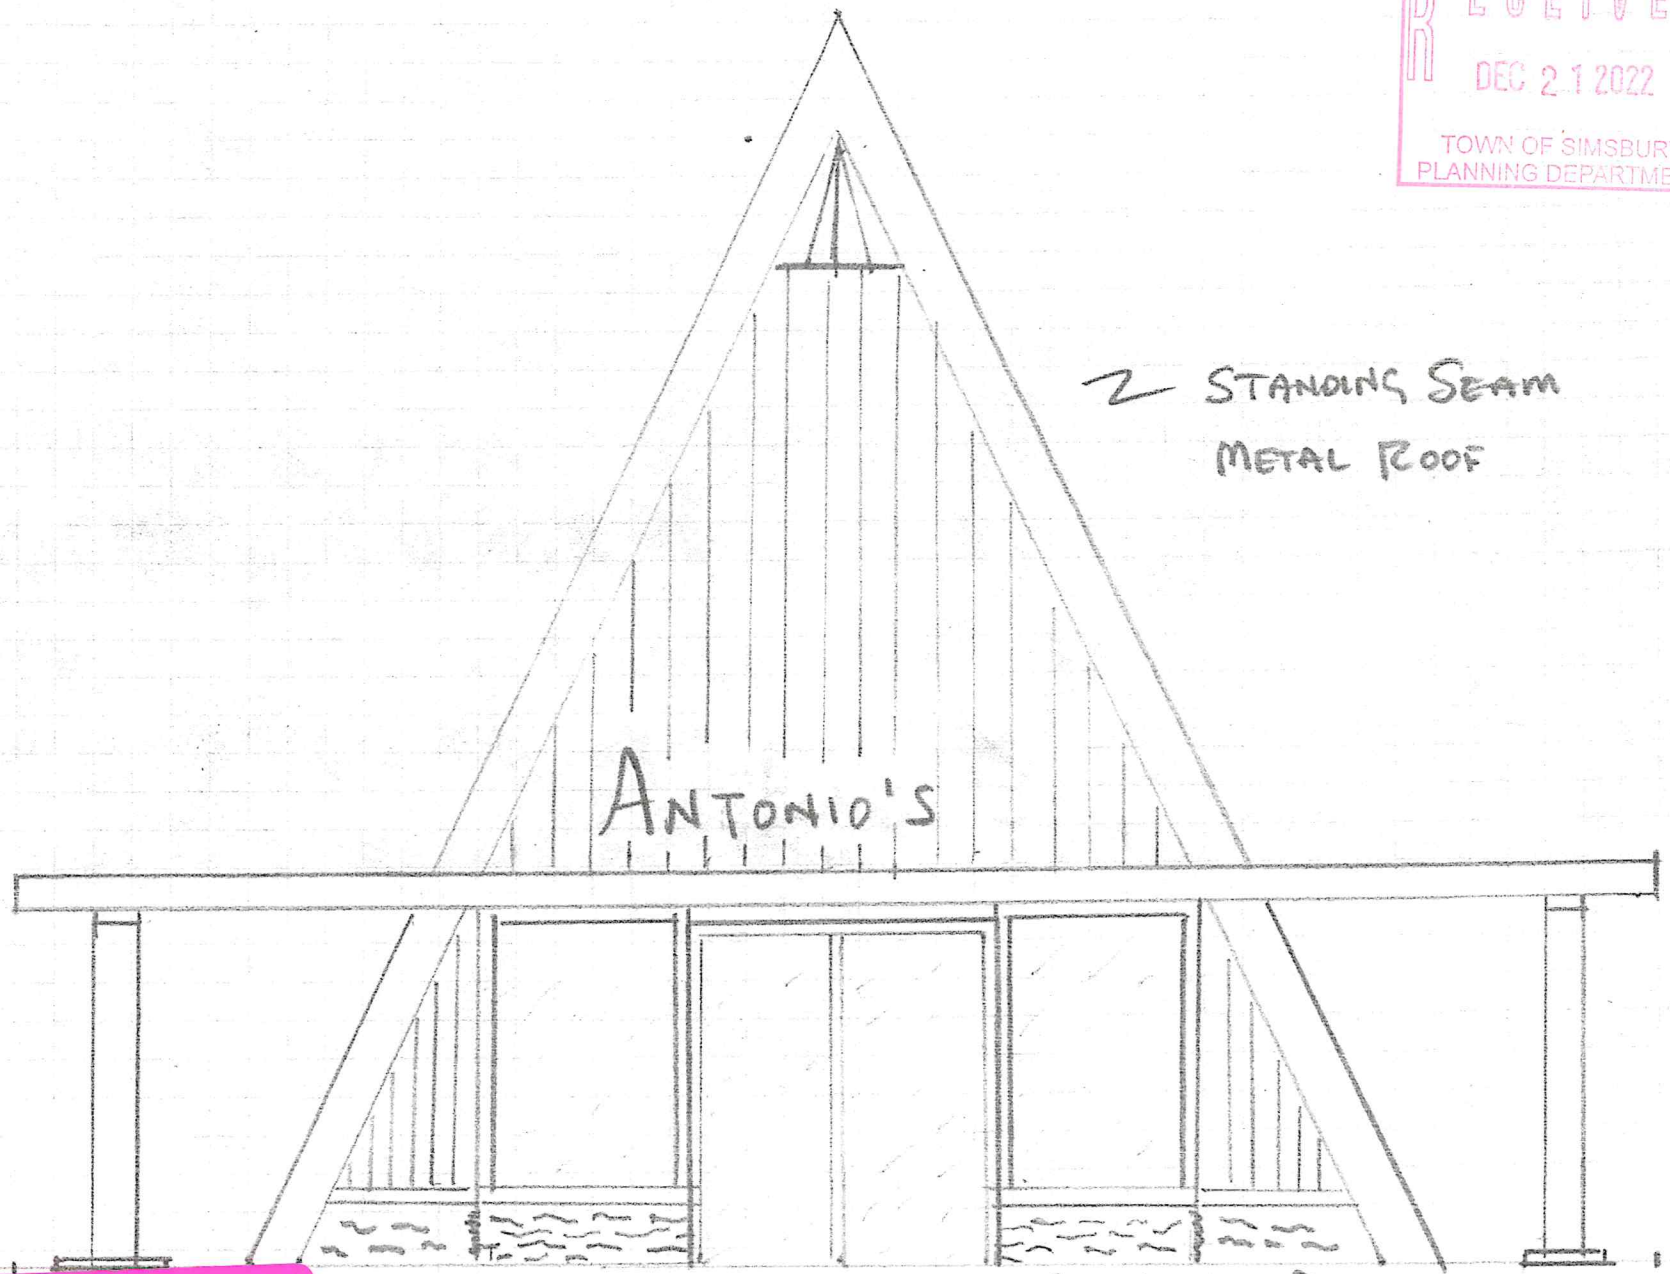 DEC 21 2022
TOWN OF SIMSBUR
PLANNING DEPARTME
STANDING SEAM
METAL ROOF
ANTONIO'S